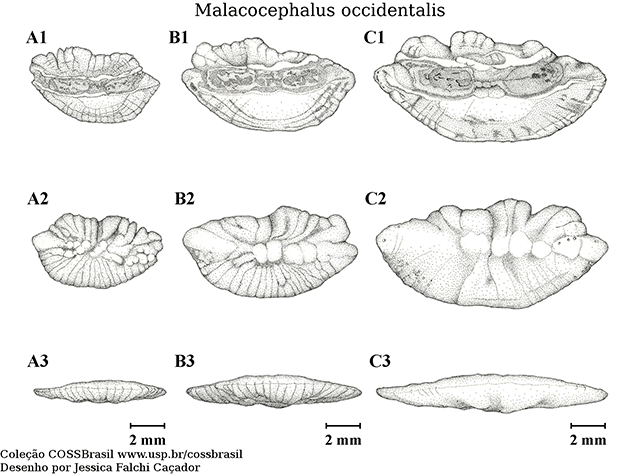 Malacocephalus occidentalis
A1 B1 C1
A2 B2 C2
A3 B3 C3
2 mm 2 mm 2 mm
Coleção COSSBrasil www.usp.br/cossbrasil
Desenho por Jessica Falchi Caçador